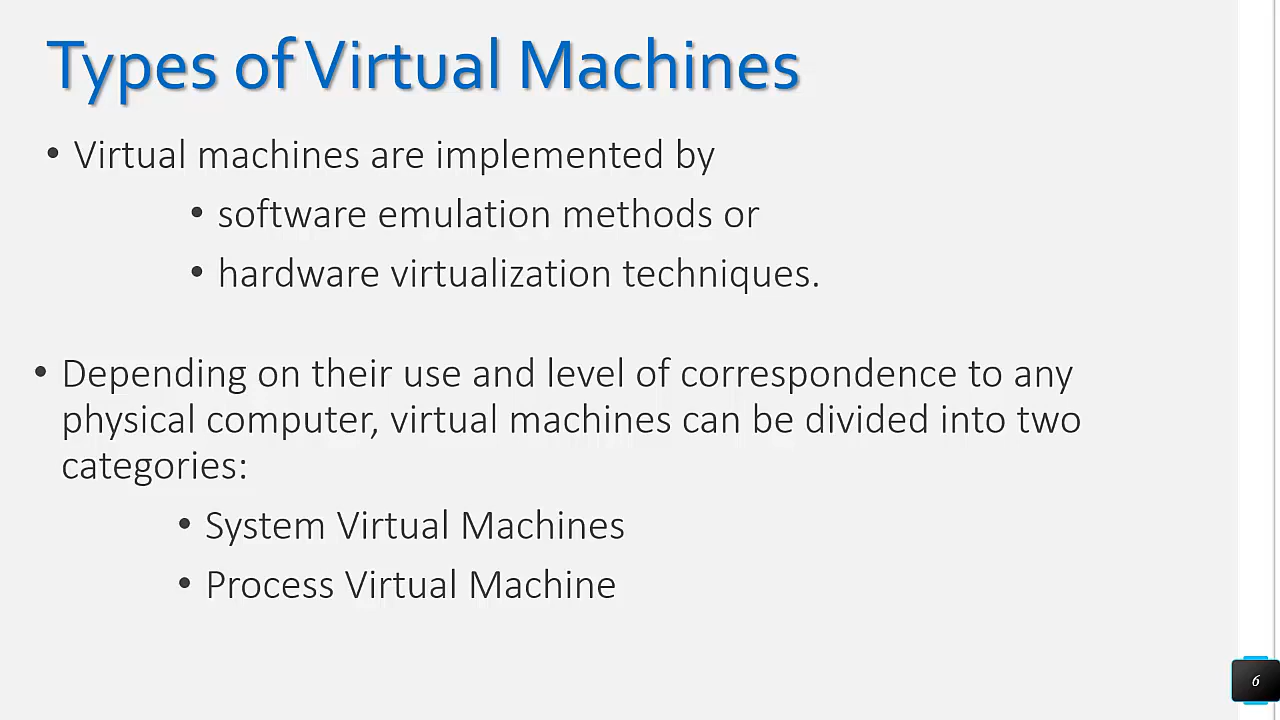 Types of Virtual Machines
• Virtual machines are implemented by
• software emulation methods or
• hardware virtualization techniques.
• Depending on their use and level of correspondence to any
physical computer, virtual machines can be divided into two
categories:
• System Virtual Machines
• Process Virtual Machine
6